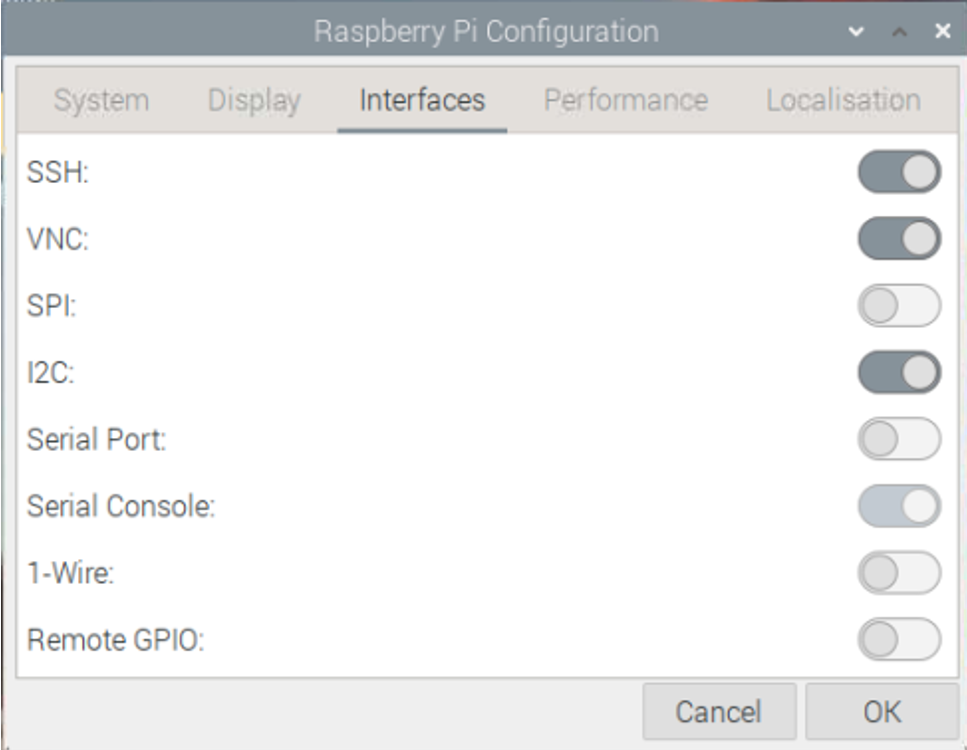 Raspberry Pi Configuration
System Display Interfaces Performance Localisation
SSH:
VNC:
SPI:
I2C:
Serial Port:
Serial Console:
1-Wire:
Remote GPIO:
Cancel OK